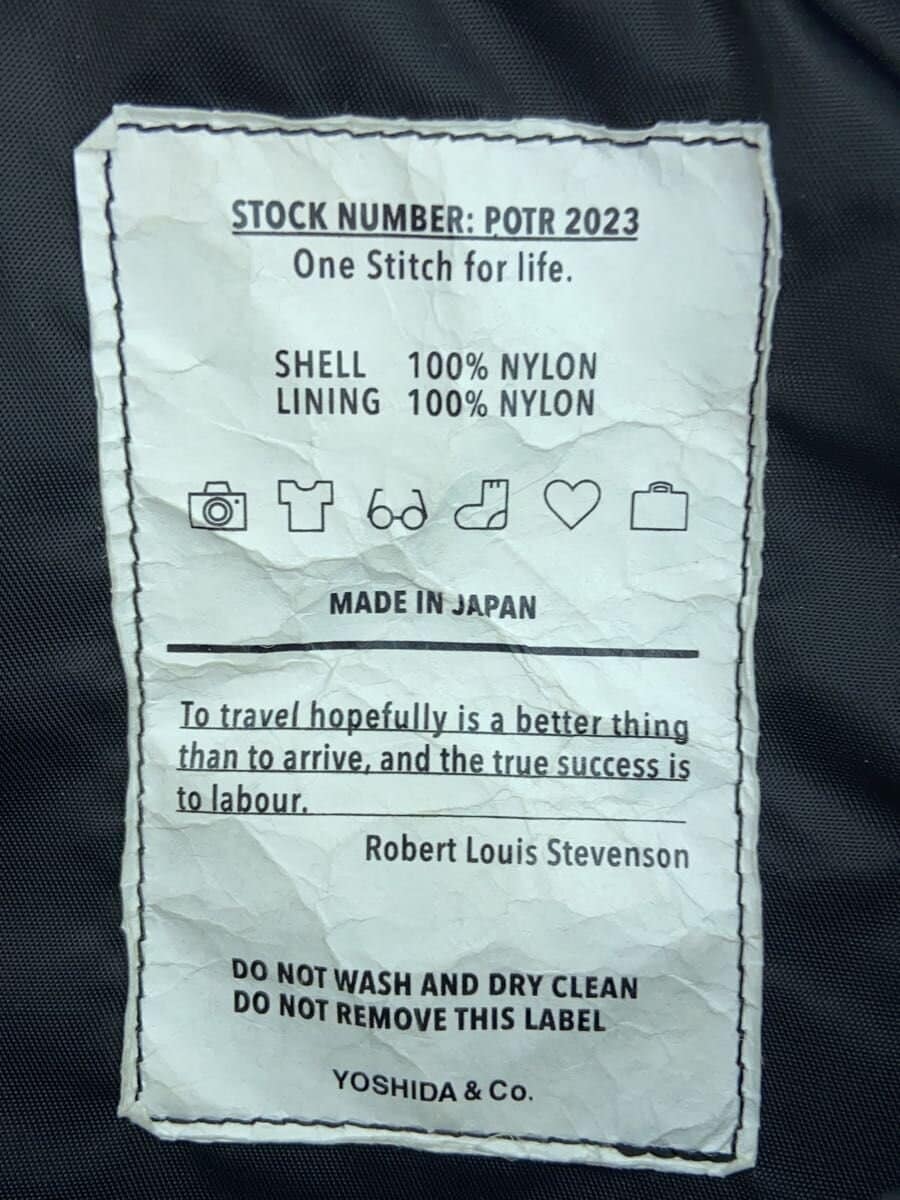 STOCK NUMBER: POTR 2023
One Stitch for life.
SHELL 100% NYLON
LINING 100% NYLON
MADE IN JAPAN
To travel hopefully is a better thing
than to arrive, and the true success is
to labour.
Robert Louis Stevenson
DO NOT WASH AND DRY CLEAN
DO NOT REMOVE THIS LABEL
YOSHIDA & Co.